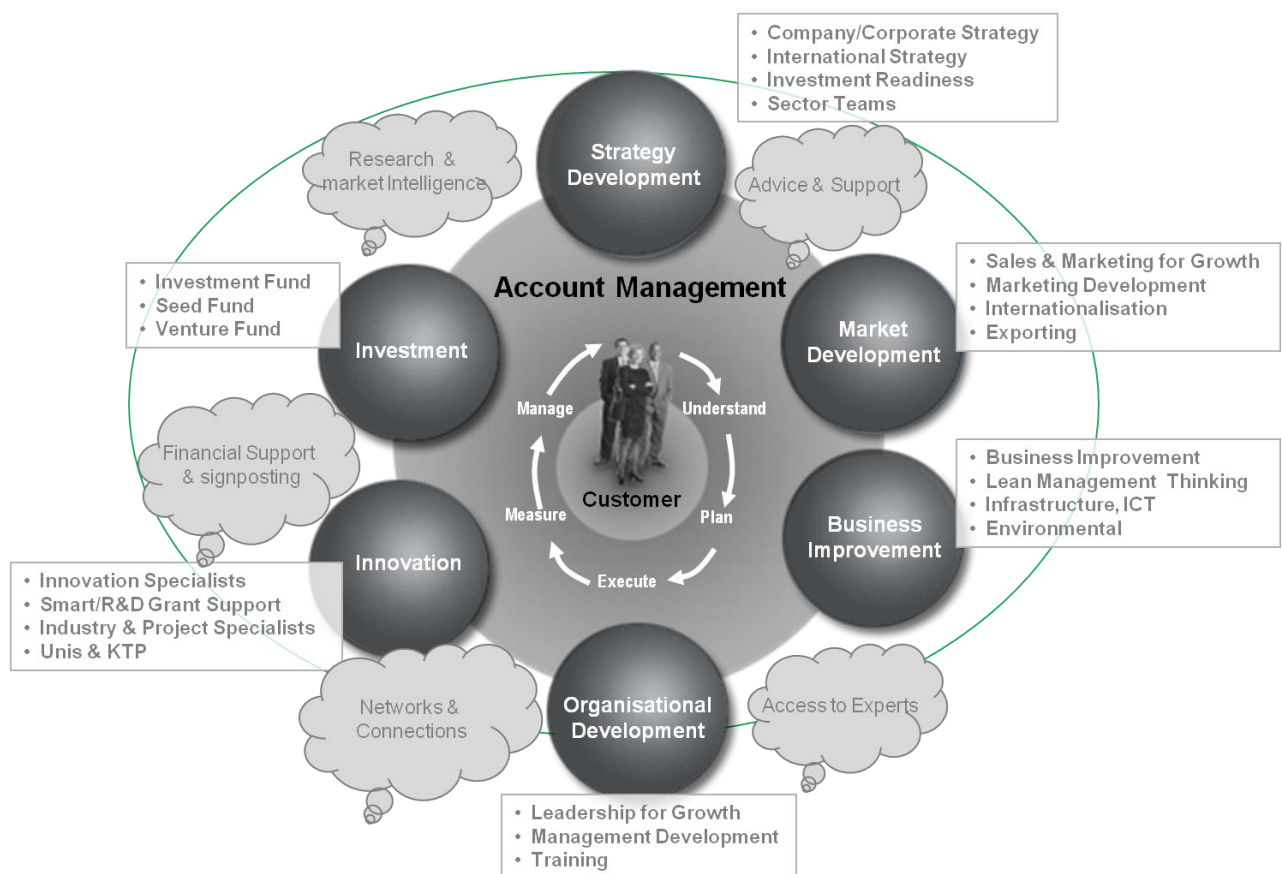 • Company/Corporate Strategy
• International Strategy
• Investment Readiness
• Sector Teams
Strategy
Development
Research &
market Intelligence
Advice & Support
• Investment Fund
• Seed Fund
• Venture Fund
Investment
Account Management
Market
Development
• Sales & Marketing for Growth
• Marketing Development
• Internationalisation
• Exporting
Manage
Understand
Financial Support
& signposting
Customer
Measure
Plan
Execute
Business
Improvement
• Business Improvement
• Lean Management Thinking
• Infrastructure, ICT
• Environmental
Innovation
• Innovation Specialists
• Smart/R&D Grant Support
• Industry & Project Specialists
• Unis & KTP
Networks &
Connections
Organisational
Development
Access to Experts
• Leadership for Growth
• Management Development
• Training